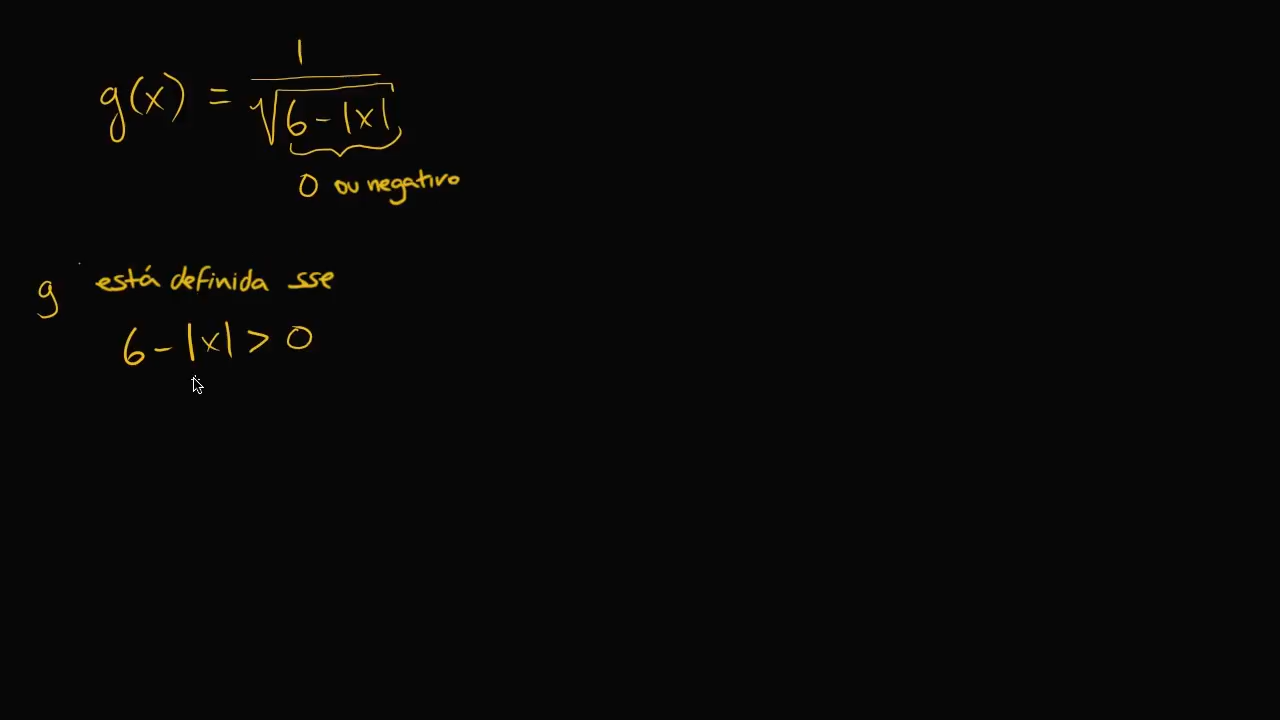 g(x) = 1 / √(6 - |x|)
0 ou negativo
g está definida sse
6 - |x| > 0